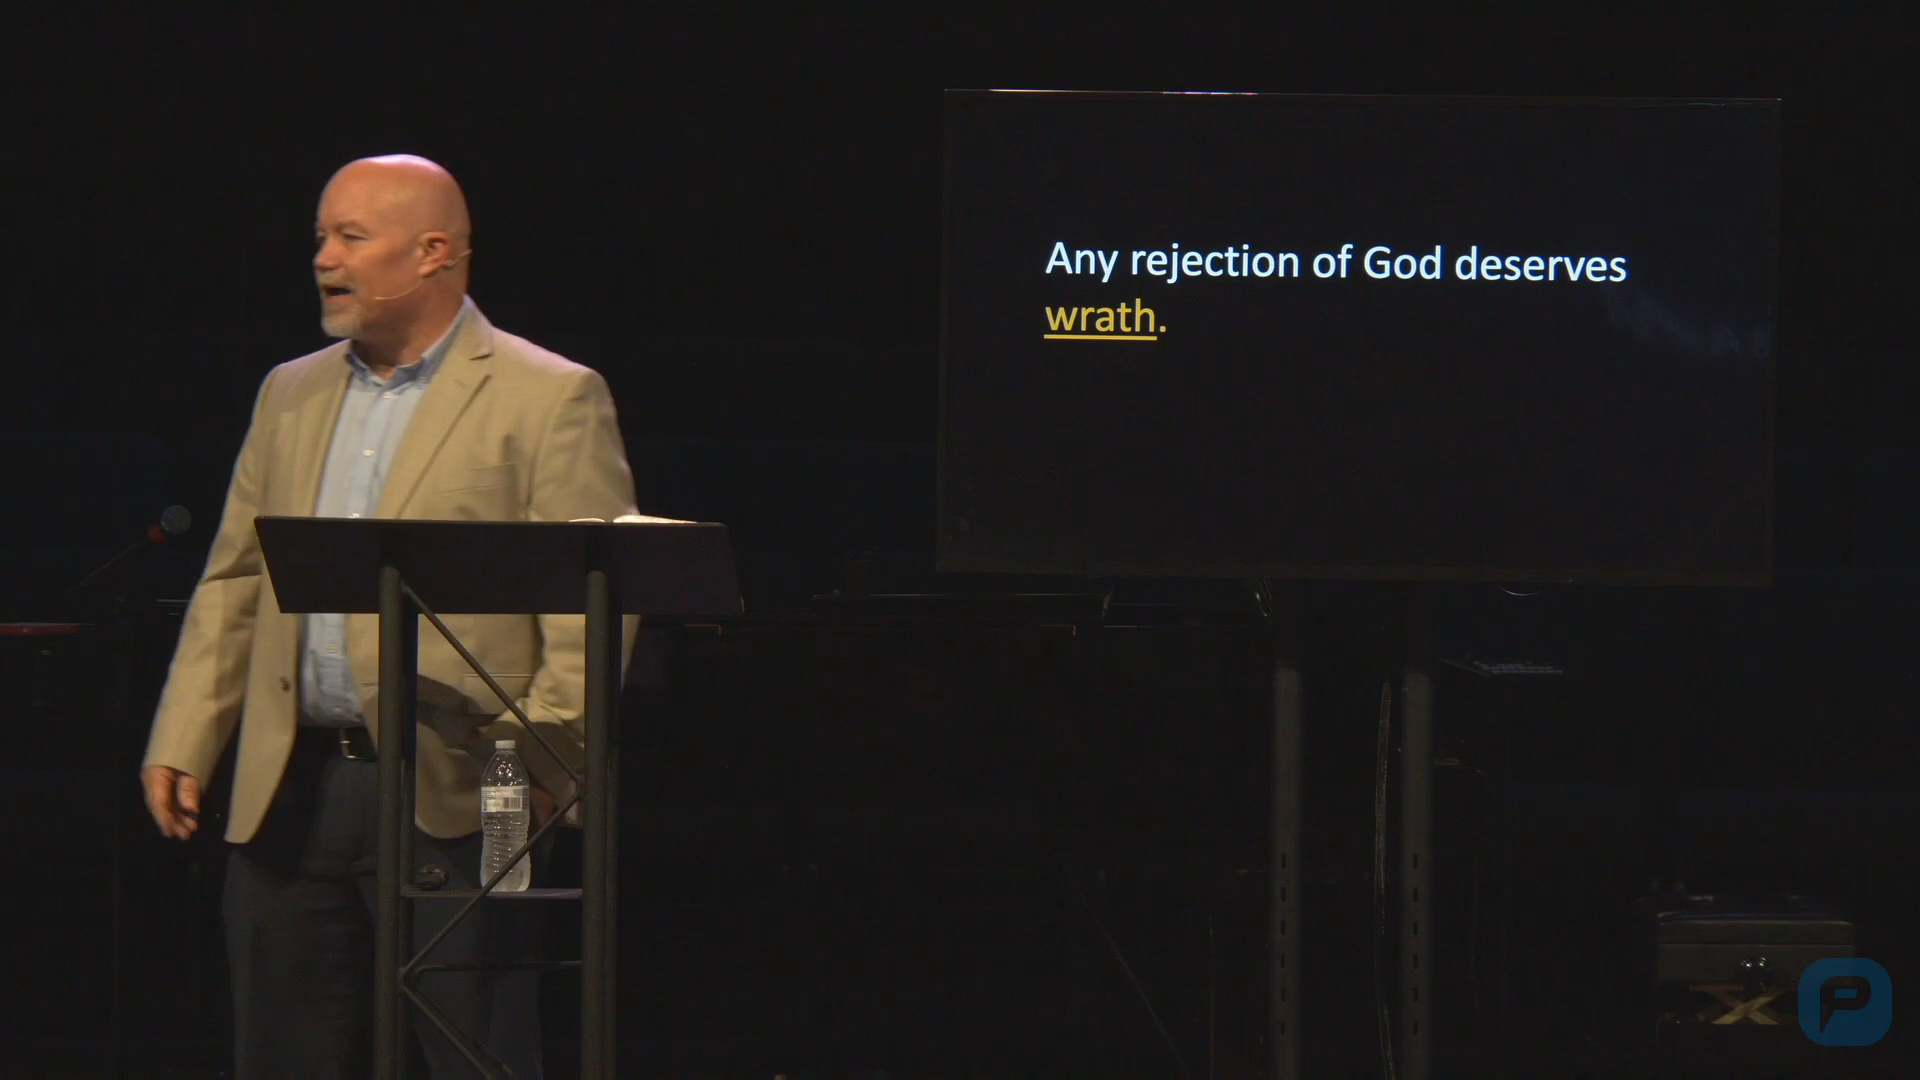 Any rejection of God deserves
wrath.
P